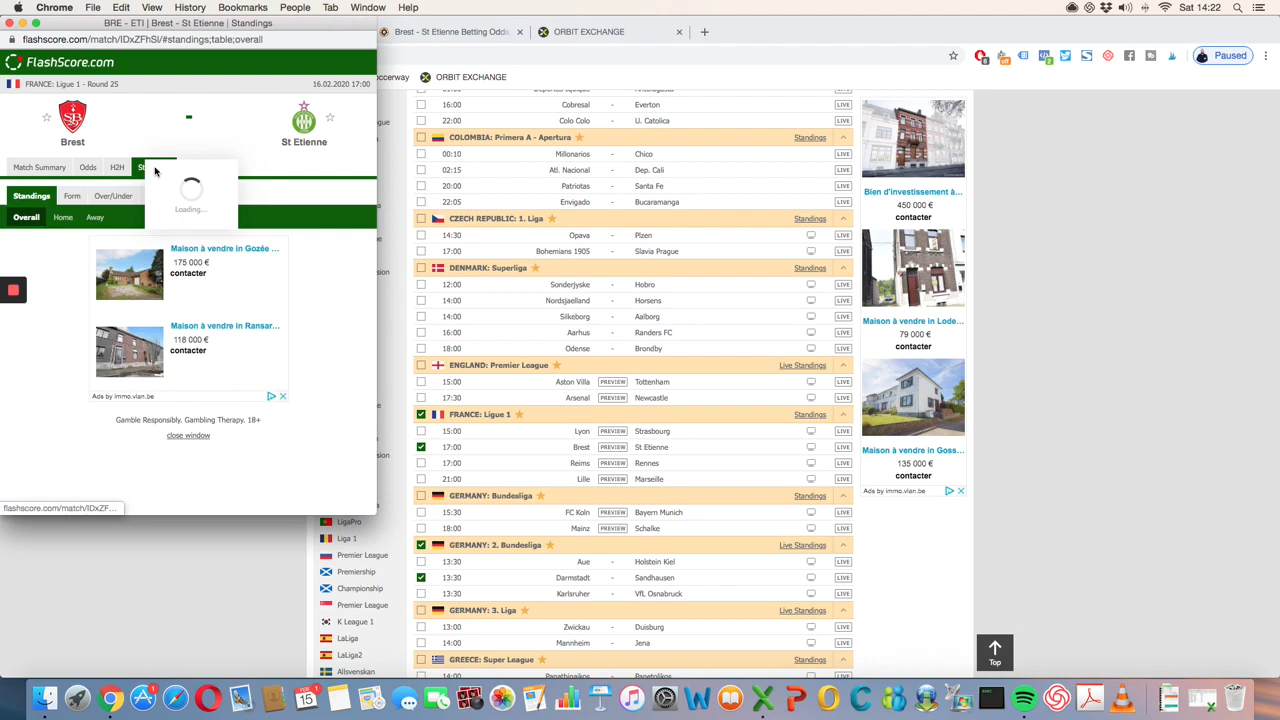 Chrome File Edit View History Bookmarks People Tab Window Help
Sat 14:22
BRE - ETI | Brest - St Etienne | Standings
flashscore.com/match/IDxZFhSl/#standings;table;overall
Brest - St Etienne Betting Odds,
ORBIT EXCHANGE
Paused
FlashScore.com
occerway
ORBIT EXCHANGE
FRANCE: Ligue 1 - Round 25
16.02.2020 17:00
Brest
-
St Etienne
Match Summary
Odds
H2H
St
Standings
Form
Over/Under
Loading...
Overall
Home
Away
Maison à vendre in Gozée ...
175 000 €
contacter
Maison à vendre in Ransar...
118 000 €
contacter
Ads by immo.vlan.be
Gamble Responsibly. Gambling Therapy. 18+
close window
flashscore.com/match/IDxZF...
16:00 Cobresal - Everton LIVE
22:00 Colo Colo - U. Catolica LIVE
COLOMBIA: Primera A - Apertura Standings
00:10 Millonarios - Chico LIVE
02:15 Atl. Nacional - Dep. Cali LIVE
20:00 Patriotas - Santa Fe LIVE
22:05 Envigado - Bucaramanga LIVE
CZECH REPUBLIC: 1. Liga Standings
14:30 Opava - Plzen LIVE
17:00 Bohemians 1905 - Slavia Prague LIVE
DENMARK: Superliga Standings
12:00 Sonderjyske - Hobro LIVE
14:00 Nordsjaelland - Horsens LIVE
14:00 Silkeborg - Aalborg LIVE
16:00 Aarhus - Randers FC LIVE
18:00 Odense - Brondby LIVE
ENGLAND: Premier League Live Standings
15:00 Aston Villa PREVIEW Tottenham LIVE
17:30 Arsenal PREVIEW Newcastle LIVE
FRANCE: Ligue 1 Standings
15:00 Lyon PREVIEW Strasbourg LIVE
17:00 Brest PREVIEW St Etienne LIVE
17:00 Reims PREVIEW Rennes LIVE
21:00 Lille PREVIEW Marseille LIVE
GERMANY: Bundesliga Standings
15:30 FC Koln PREVIEW Bayern Munich LIVE
18:00 Mainz PREVIEW Schalke LIVE
GERMANY: 2. Bundesliga Live Standings
13:30 Aue - Holstein Kiel LIVE
13:30 Darmstadt - Sandhausen LIVE
13:30 Karlsruher - VfL Osnabruck LIVE
GERMANY: 3. Liga Live Standings
13:00 Zwickau - Duisburg LIVE
14:00 Mannheim - Jena LIVE
GREECE: Super League Standings
14:00 Panathinaikos - Panetolikos LIVE
LigaPro
Liga 1
Premier League
Premiership
Championship
Premier League
K League 1
LaLiga
LaLiga2
Allsvenskan
Bien d'investissement à...
450 000 €
contacter
Maison à vendre in Lode...
79 000 €
contacter
Maison à vendre in Goss...
135 000 €
contacter
Ads by immo.vlan.be
Top